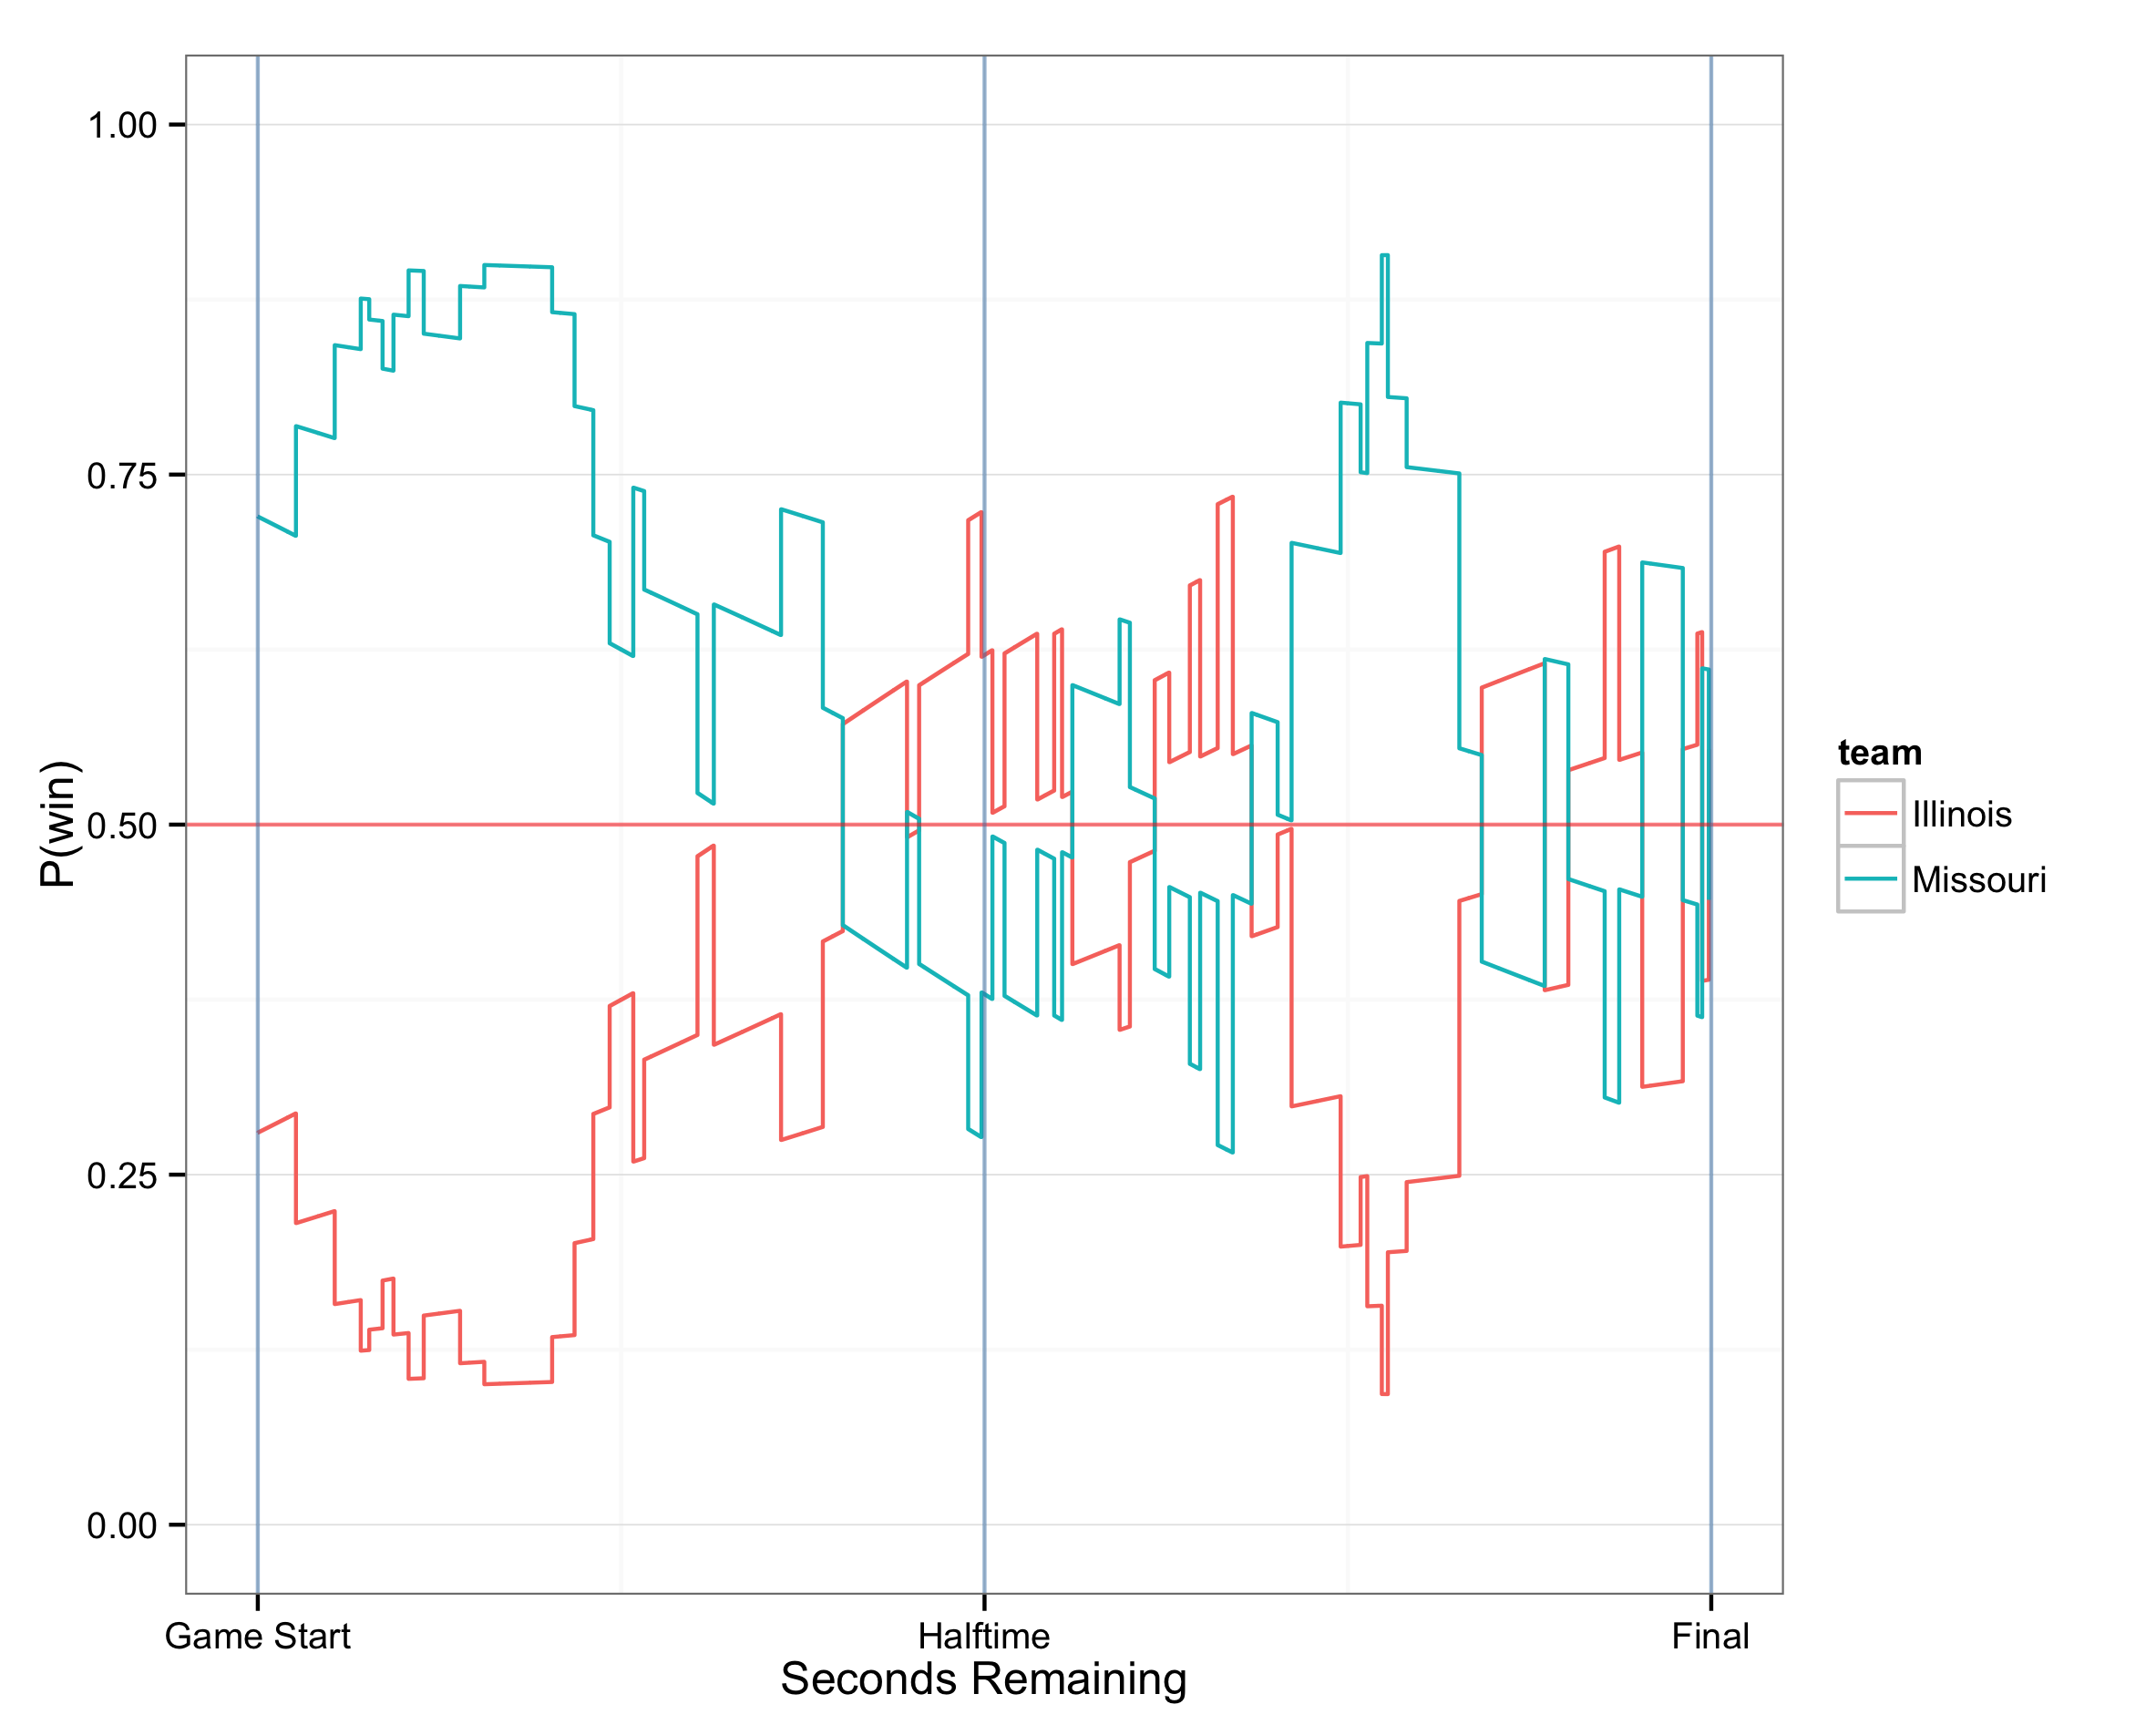 1.00
0.75
0.50
0.25
0.00
P(win)
Game Start
Halftime
Final
Seconds Remaining
team
Illinois
Missouri